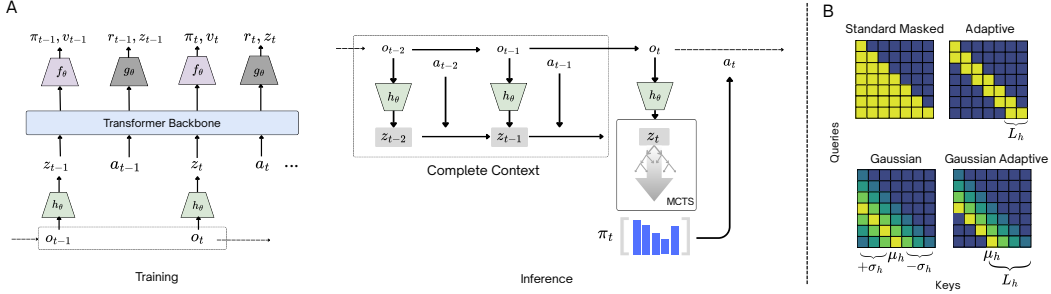 A
π_{t−1}, v_{t−1}
r_{t−1}, z_{t−1}
π_t, v_t
r_t, z_t
f_θ
g_θ
f_θ
g_θ
Transformer Backbone
z_{t−1}
a_{t−1}
z_t
a_t
...
h_θ
h_θ
o_{t−1}
o_t
Training
o_{t−2}
o_{t−1}
o_t
a_{t−2}
a_{t−1}
a_t
h_θ
h_θ
h_θ
z_{t−2}
z_{t−1}
z_t
Complete Context
MCTS
π_t
Inference
B
Standard Masked
Adaptive
L_h
Queries
Gaussian
Gaussian Adaptive
+σ_h
μ_h
−σ_h
μ_h
L_h
Keys